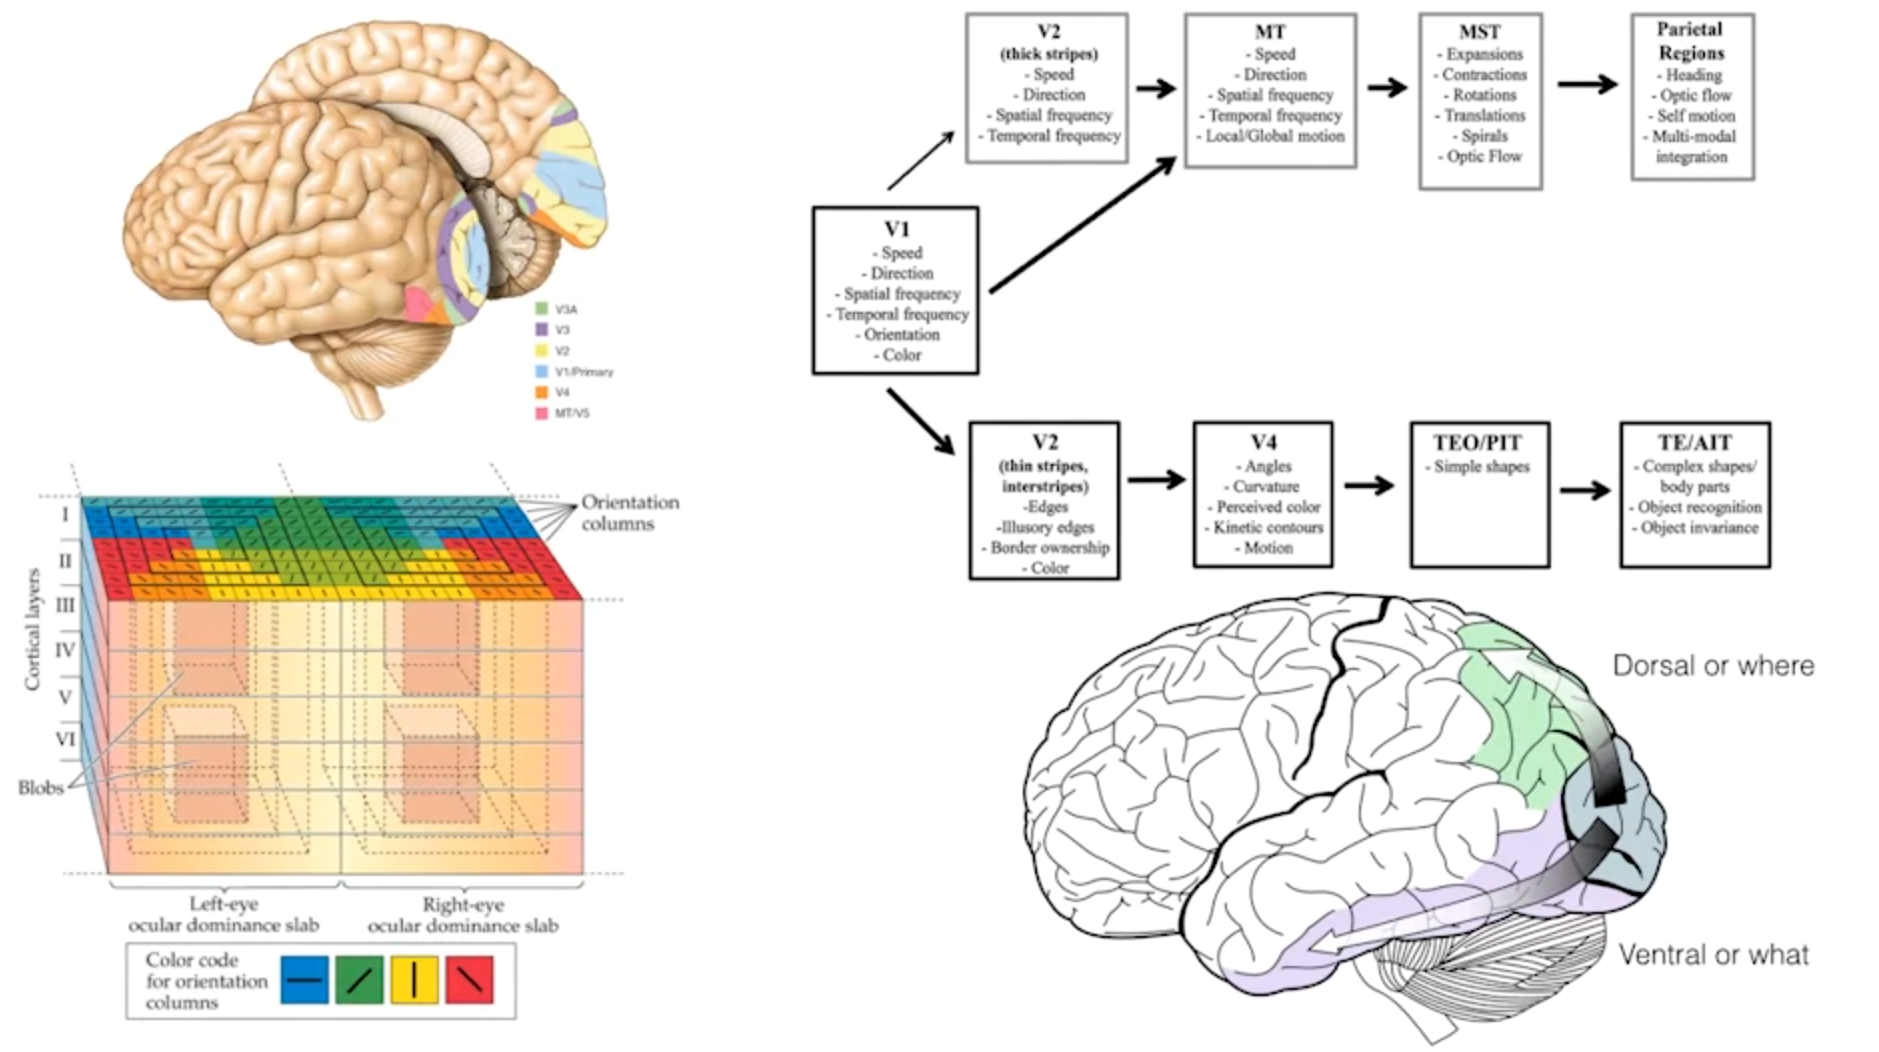 V3A
V3
V2
V1/Primary
V4
MT/V5
V2
(thick stripes)
- Speed
- Direction
- Spatial frequency
- Temporal frequency
MT
- Speed
- Direction
- Spatial frequency
- Temporal frequency
- Local/Global motion
MST
- Expansions
- Contractions
- Rotations
- Translations
- Spirals
- Optic Flow
Parietal
Regions
- Heading
- Optic flow
- Self motion
- Multi-modal
integration
V1
- Speed
- Direction
- Spatial frequency
- Temporal frequency
- Orientation
- Color
V2
(thin stripes,
interstripes)
-Edges
-Illusory edges
- Border ownership
- Color
V4
- Angles
- Curvature
- Perceived color
- Kinetic contours
- Motion
TEO/PIT
- Simple shapes
TE/AIT
- Complex shapes/
body parts
- Object recognition
- Object invariance
Orientation
columns
Cortical layers
I
II
III
IV
V
VI
Blobs
Left-eye
ocular dominance slab
Right-eye
ocular dominance slab
Color code
for orientation
columns
Dorsal or where
Ventral or what